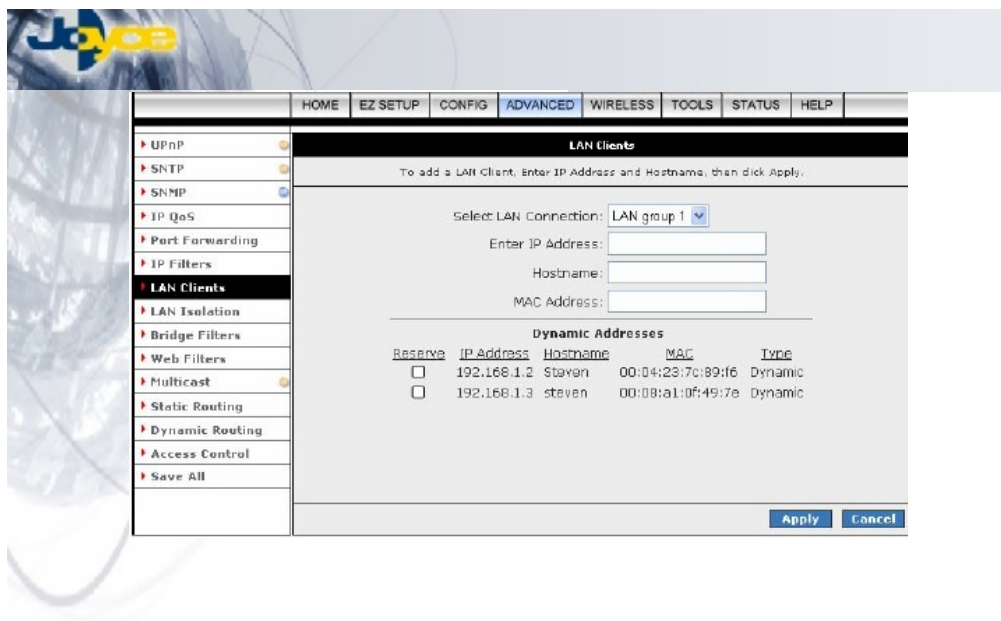 Joyce
HOME EZ SETUP CONFIG ADVANCED WIRELESS TOOLS STATUS HELP
UPnP
SNTP
SNMP
IP QoS
Port Forwarding
IP Filters
LAN Clients
LAN Isolation
Bridge Filters
Web Filters
Multicast
Static Routing
Dynamic Routing
Access Control
Save All
LAN Clients
To add a LAN Client, Enter IP Address and Hostname, then click Apply.
Select LAN Connection: LAN group 1
Enter IP Address:
Hostname:
MAC Address:
Dynamic Addresses
Reserve IP Address Hostname MAC Type
192.168.1.2 Steven 00:04:23:7c:89:f6 Dynamic
192.168.1.3 steven 00:08:a1:0f:49:7e Dynamic
Apply Cancel